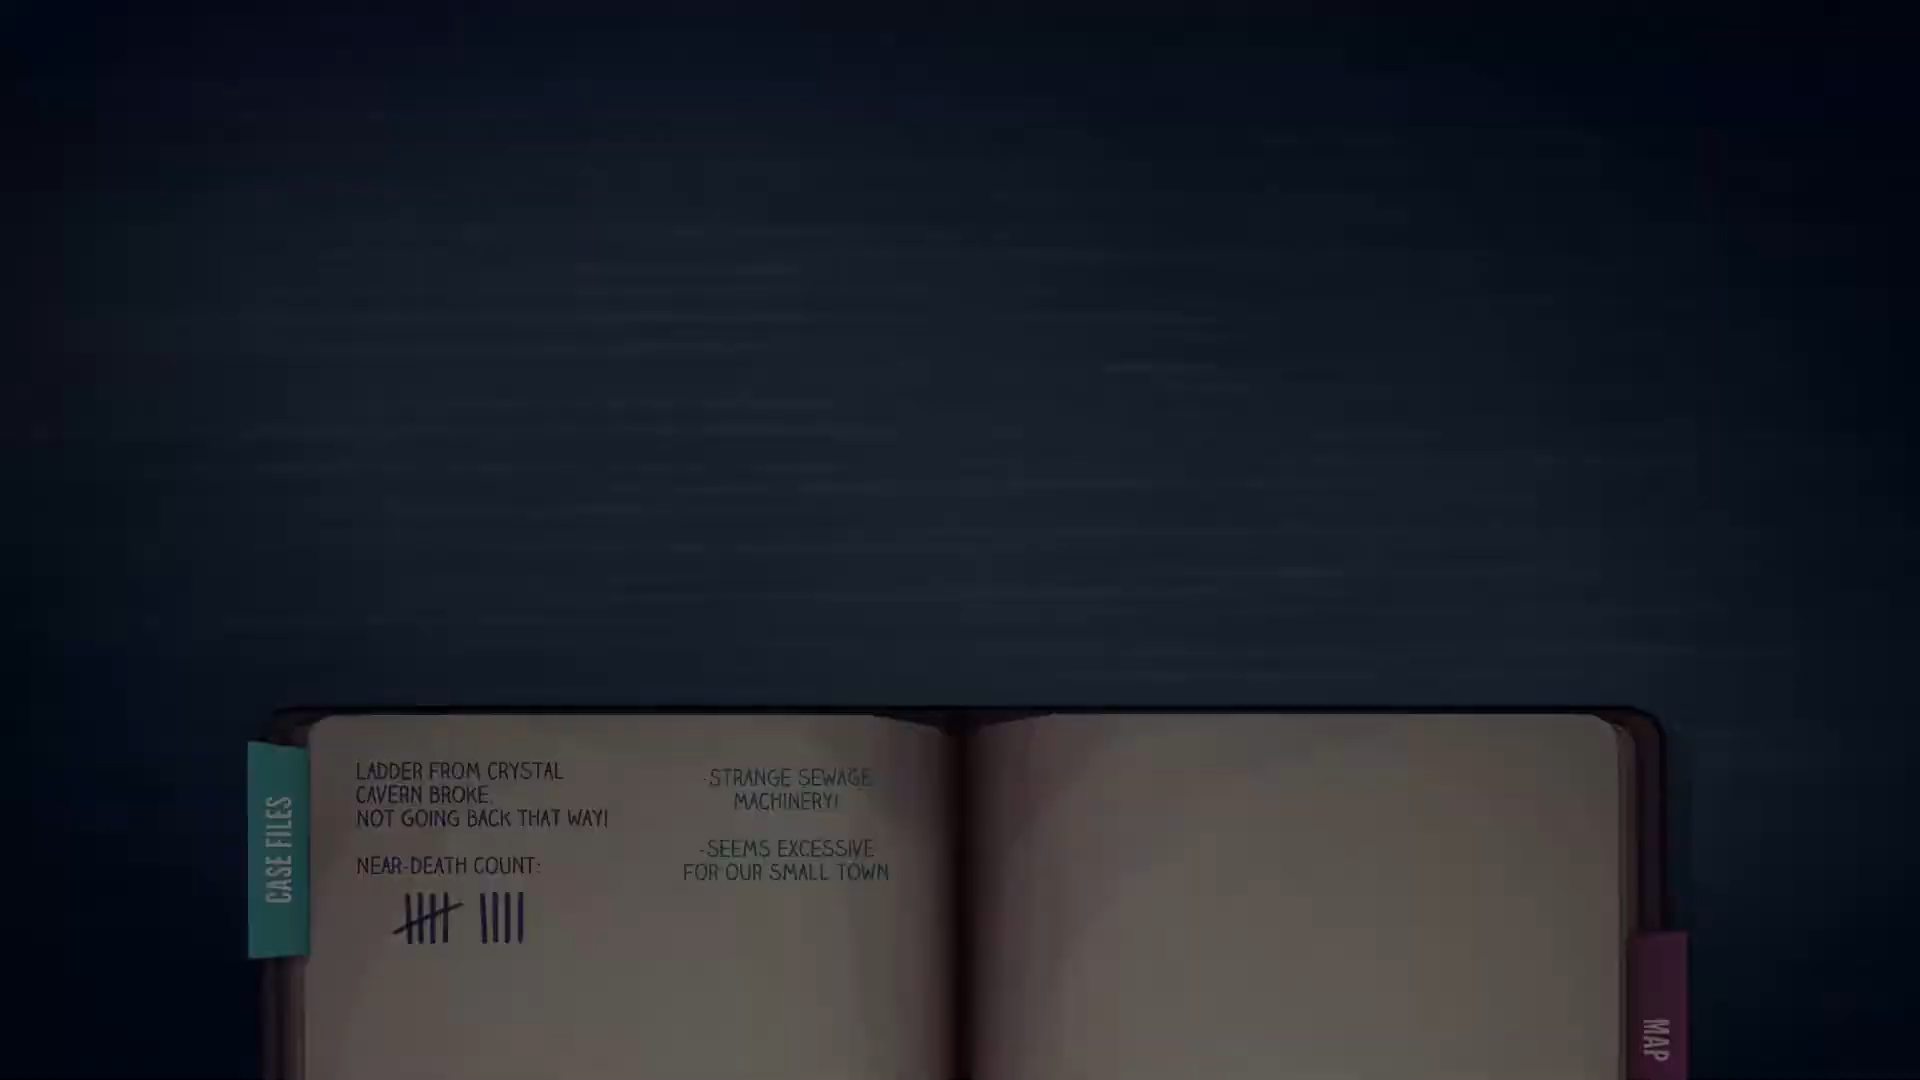 LADDER FROM CRYSTAL
CAVERN BROKE.
NOT GOING BACK THAT WAY!
NEAR-DEATH COUNT:
-STRANGE SEWAGE
MACHINERY!
-SEEMS EXCESSIVE
FOR OUR SMALL TOWN
CASE FILES
MAP